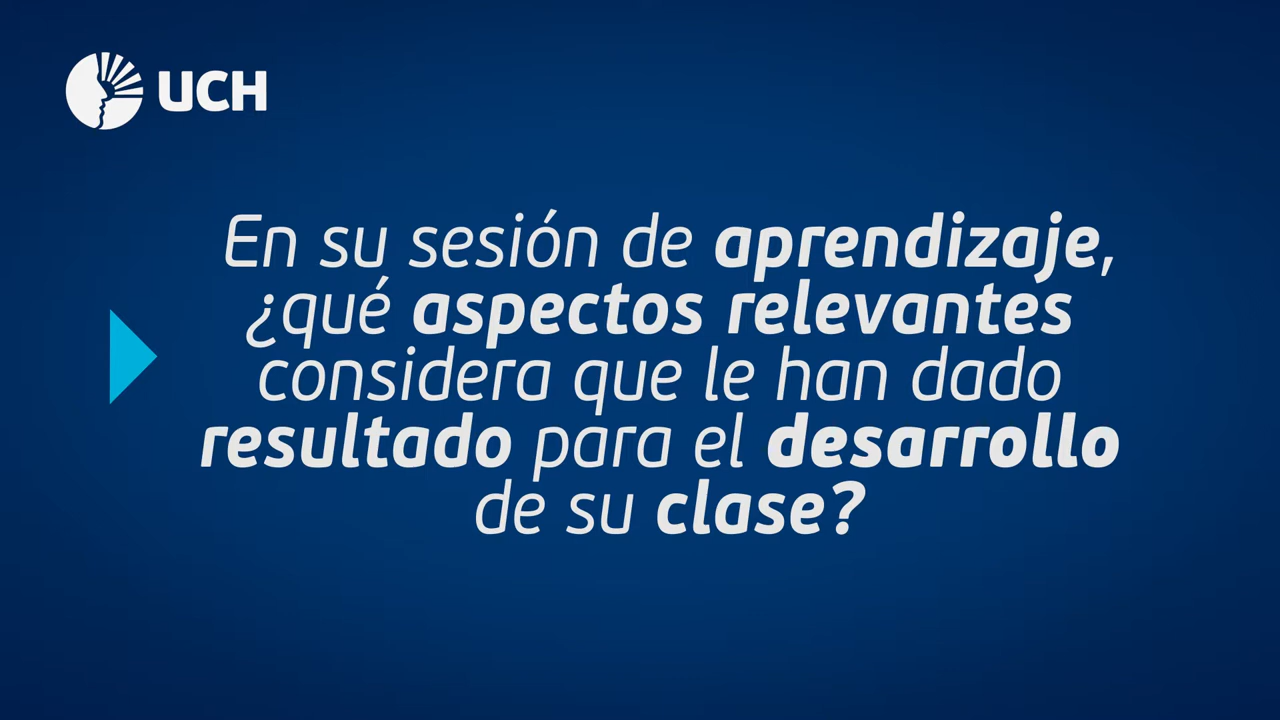 UCH
En su sesión de aprendizaje,
¿qué aspectos relevantes
considera que le han dado
resultado para el desarrollo
de su clase?